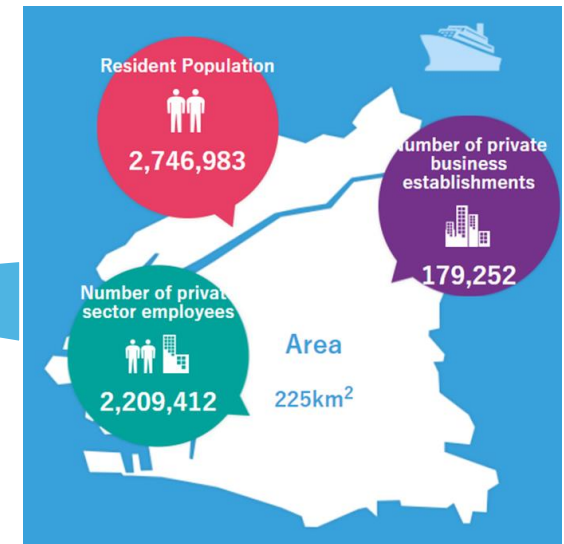 Resident Population
2,746,983
umber of private
business
establishments
179,252
Number of privat
sector employees
2,209,412
Area
225km²